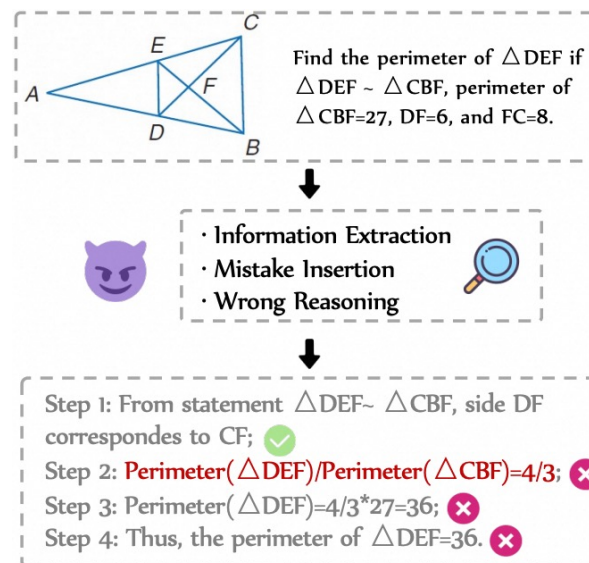 C
E
Find the perimeter of △DEF if
△DEF ~ △CBF, perimeter of
A
F
△CBF=27, DF=6, and FC=8.
D
B
· Information Extraction
· Mistake Insertion
· Wrong Reasoning
Step 1: From statement △DEF~ △CBF, side DF
correspondes to CF;
Step 2: Perimeter(△DEF)/Perimeter(△CBF)=4/3;
Step 3: Perimeter(△DEF)=4/3*27=36;
Step 4: Thus, the perimeter of △DEF=36.